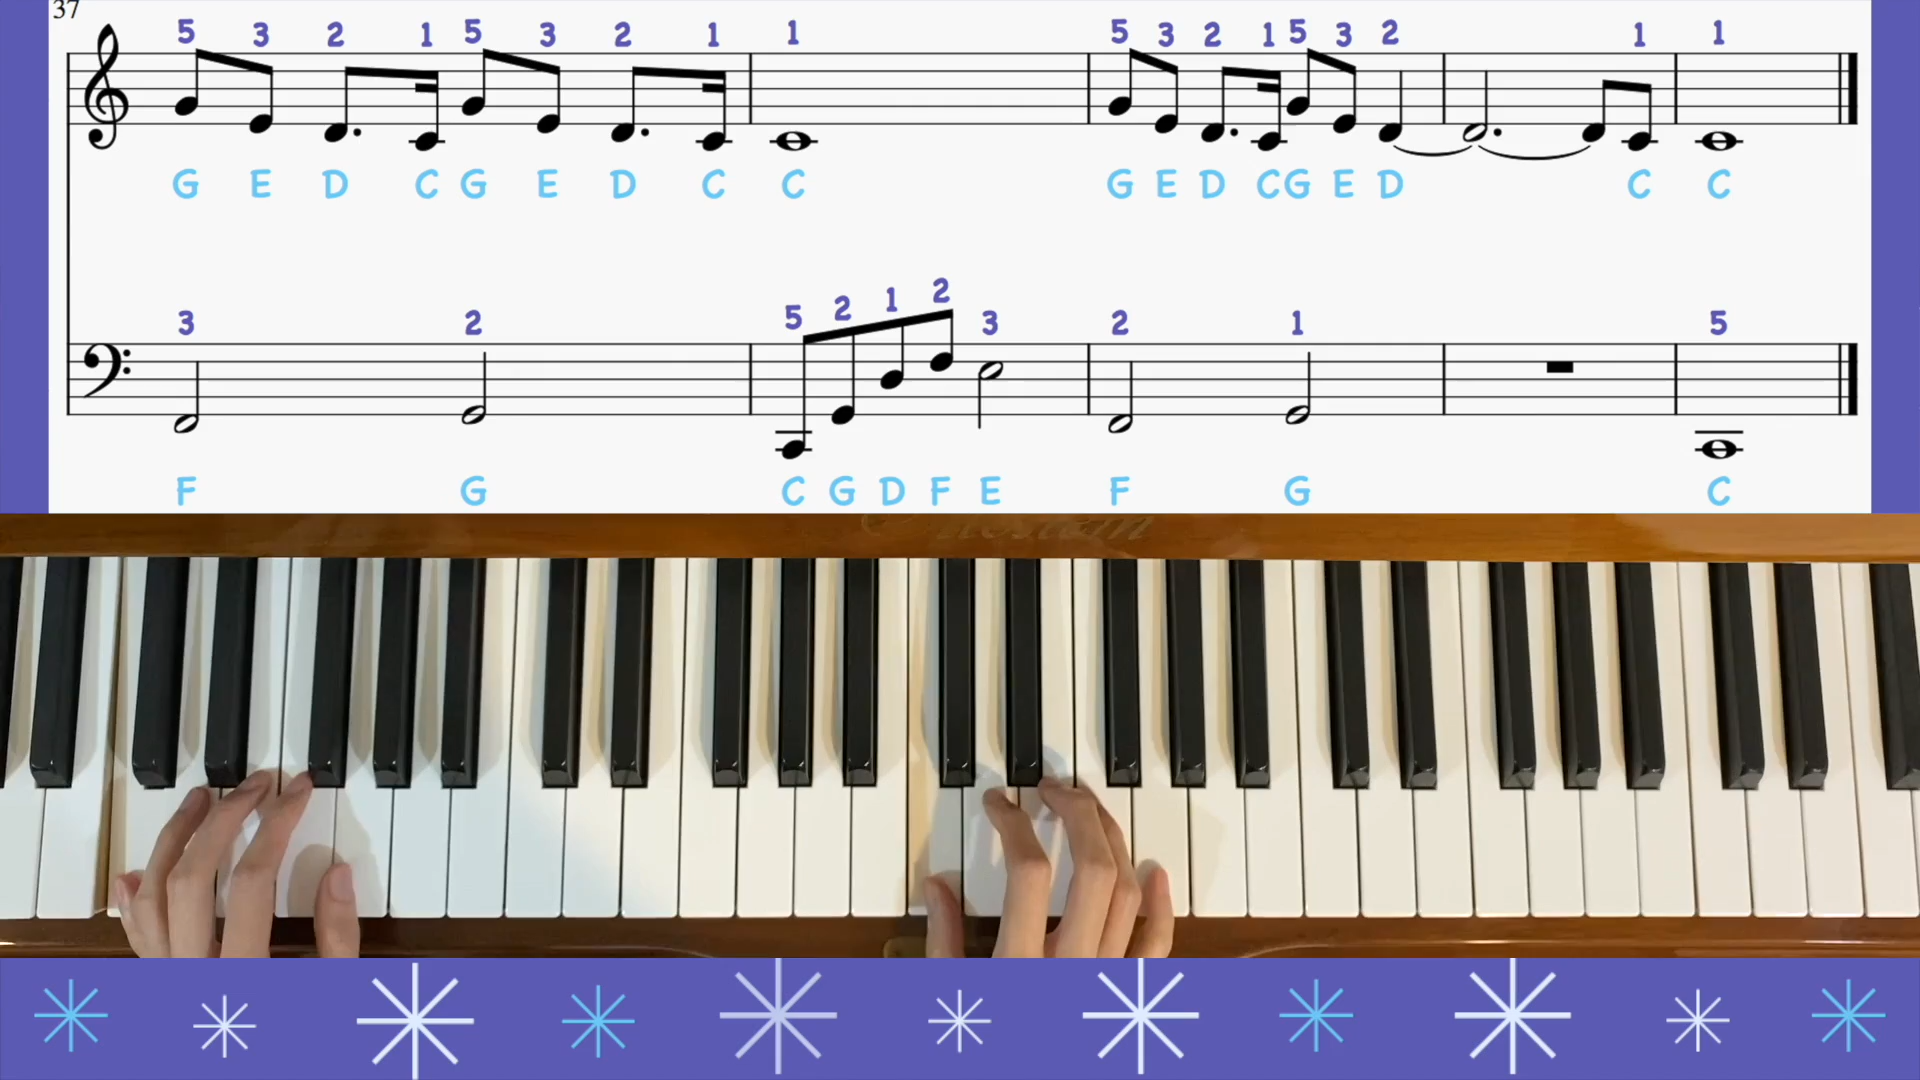 37
5 3 2 1 5 3 2 1 1 5 3 2 1 5 3 2 1 1
G E D C G E D C C G E D C G E D C C
3 2 5 2 1 2 3 2 1 5
F G C G D F E F G C